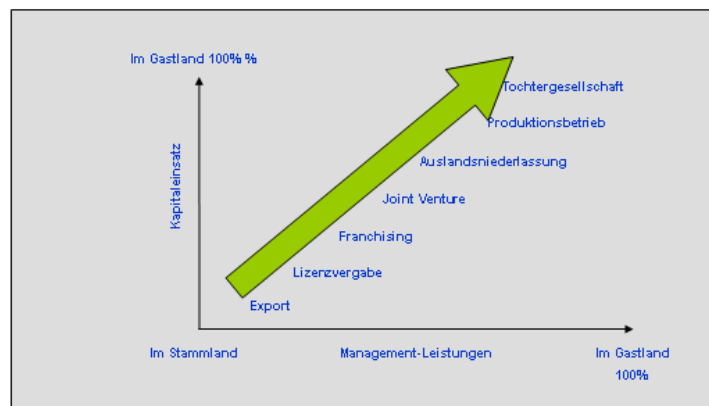 Im Gastland 100% %
Tochtergesellschaft
Produktionsbetrieb
Auslandsniederlassung
Joint Venture
Franchising
Lizenzvergabe
Export
Kapitaleinsatz
Im Stammland
Management-Leistungen
Im Gastland
100%